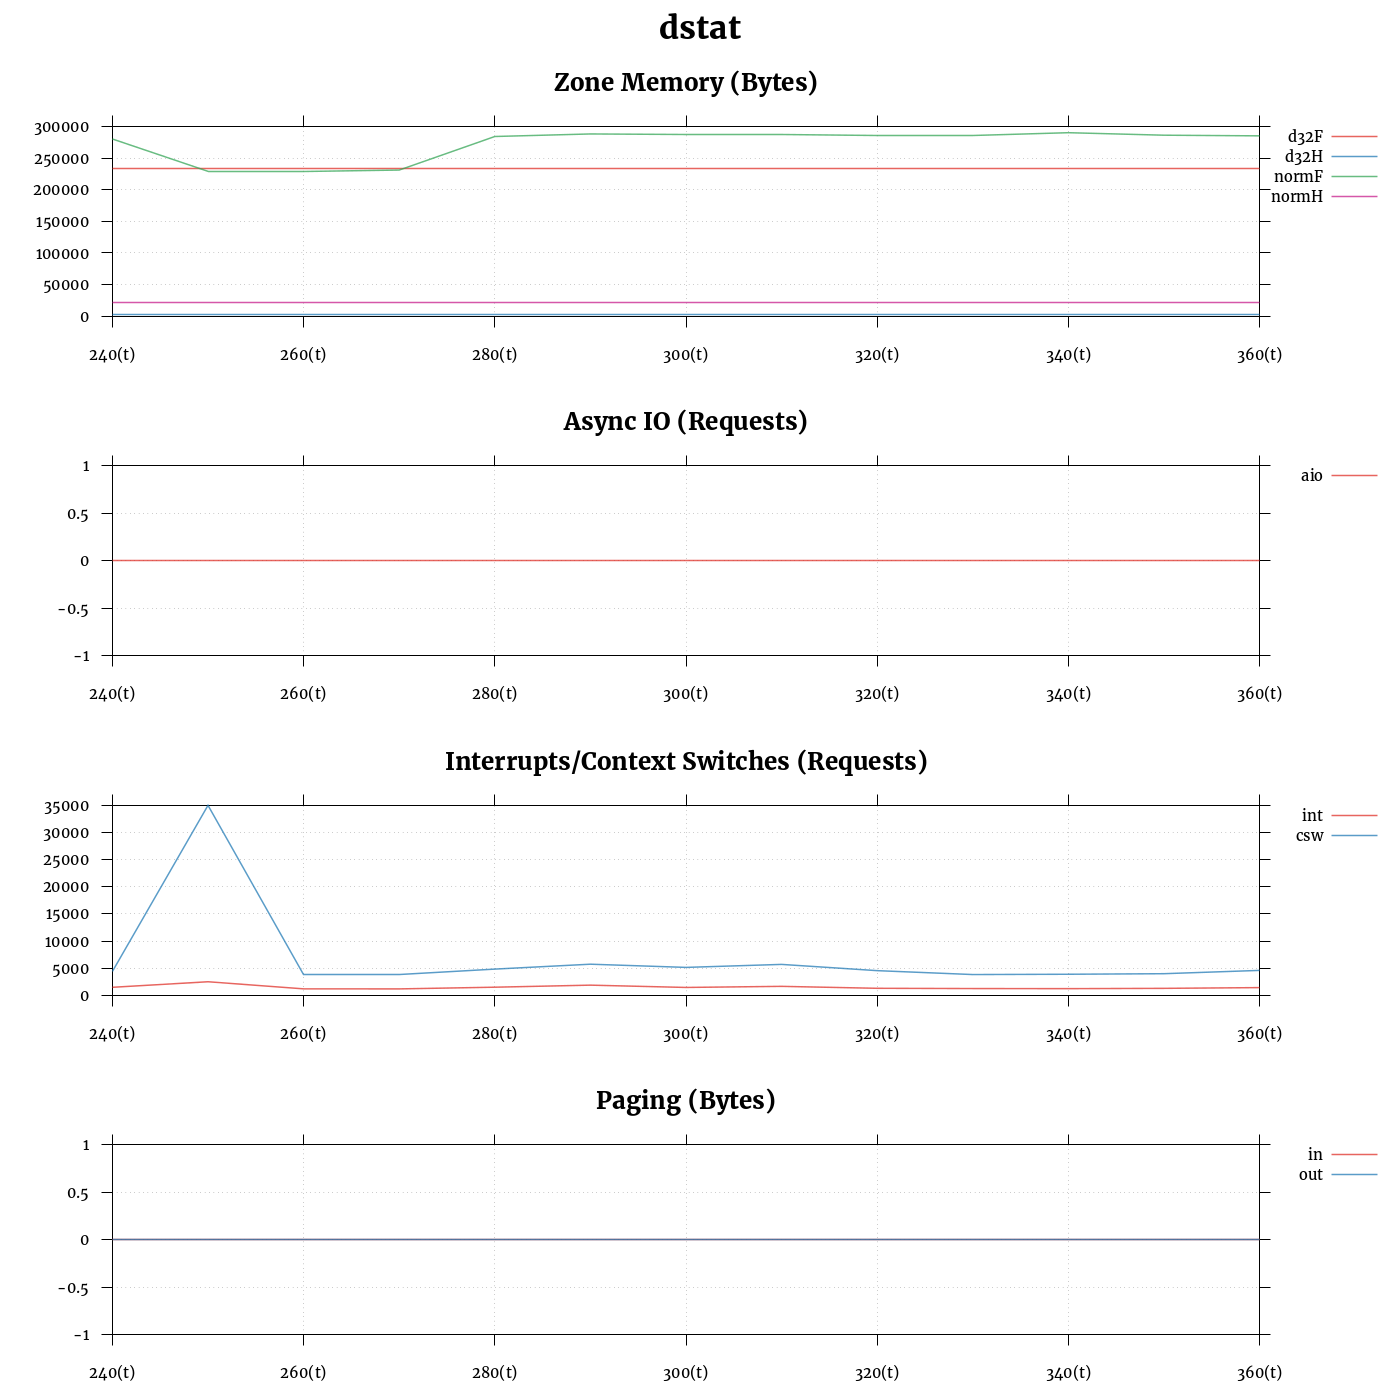 dstat
Zone Memory (Bytes)
300000
250000
200000
150000
100000
50000
0
240(t) 260(t) 280(t) 300(t) 320(t) 340(t) 360(t)
d32F
d32H
normF
normH
Async IO (Requests)
1
0.5
0
-0.5
-1
240(t) 260(t) 280(t) 300(t) 320(t) 340(t) 360(t)
aio
Interrupts/Context Switches (Requests)
35000
30000
25000
20000
15000
10000
5000
0
240(t) 260(t) 280(t) 300(t) 320(t) 340(t) 360(t)
int
csw
Paging (Bytes)
1
0.5
0
-0.5
-1
240(t) 260(t) 280(t) 300(t) 320(t) 340(t) 360(t)
in
out